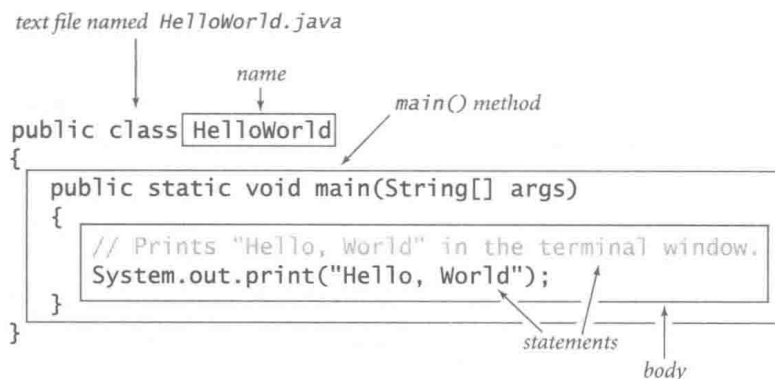 text file named HelloWorld.java
name
main() method
public class HelloWorld
{
public static void main(String[] args)
{
// Prints "Hello, World" in the terminal window.
System.out.print("Hello, World");
}
}
statements
body